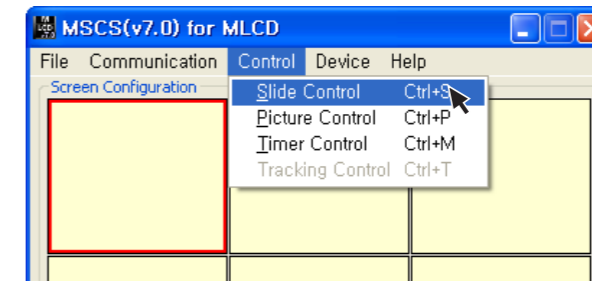 MSCS(v7.0) for MLCD
File Communication Control Device Help
Screen Configuration
Slide Control Ctrl+S
Picture Control Ctrl+P
Timer Control Ctrl+M
Tracking Control Ctrl+T